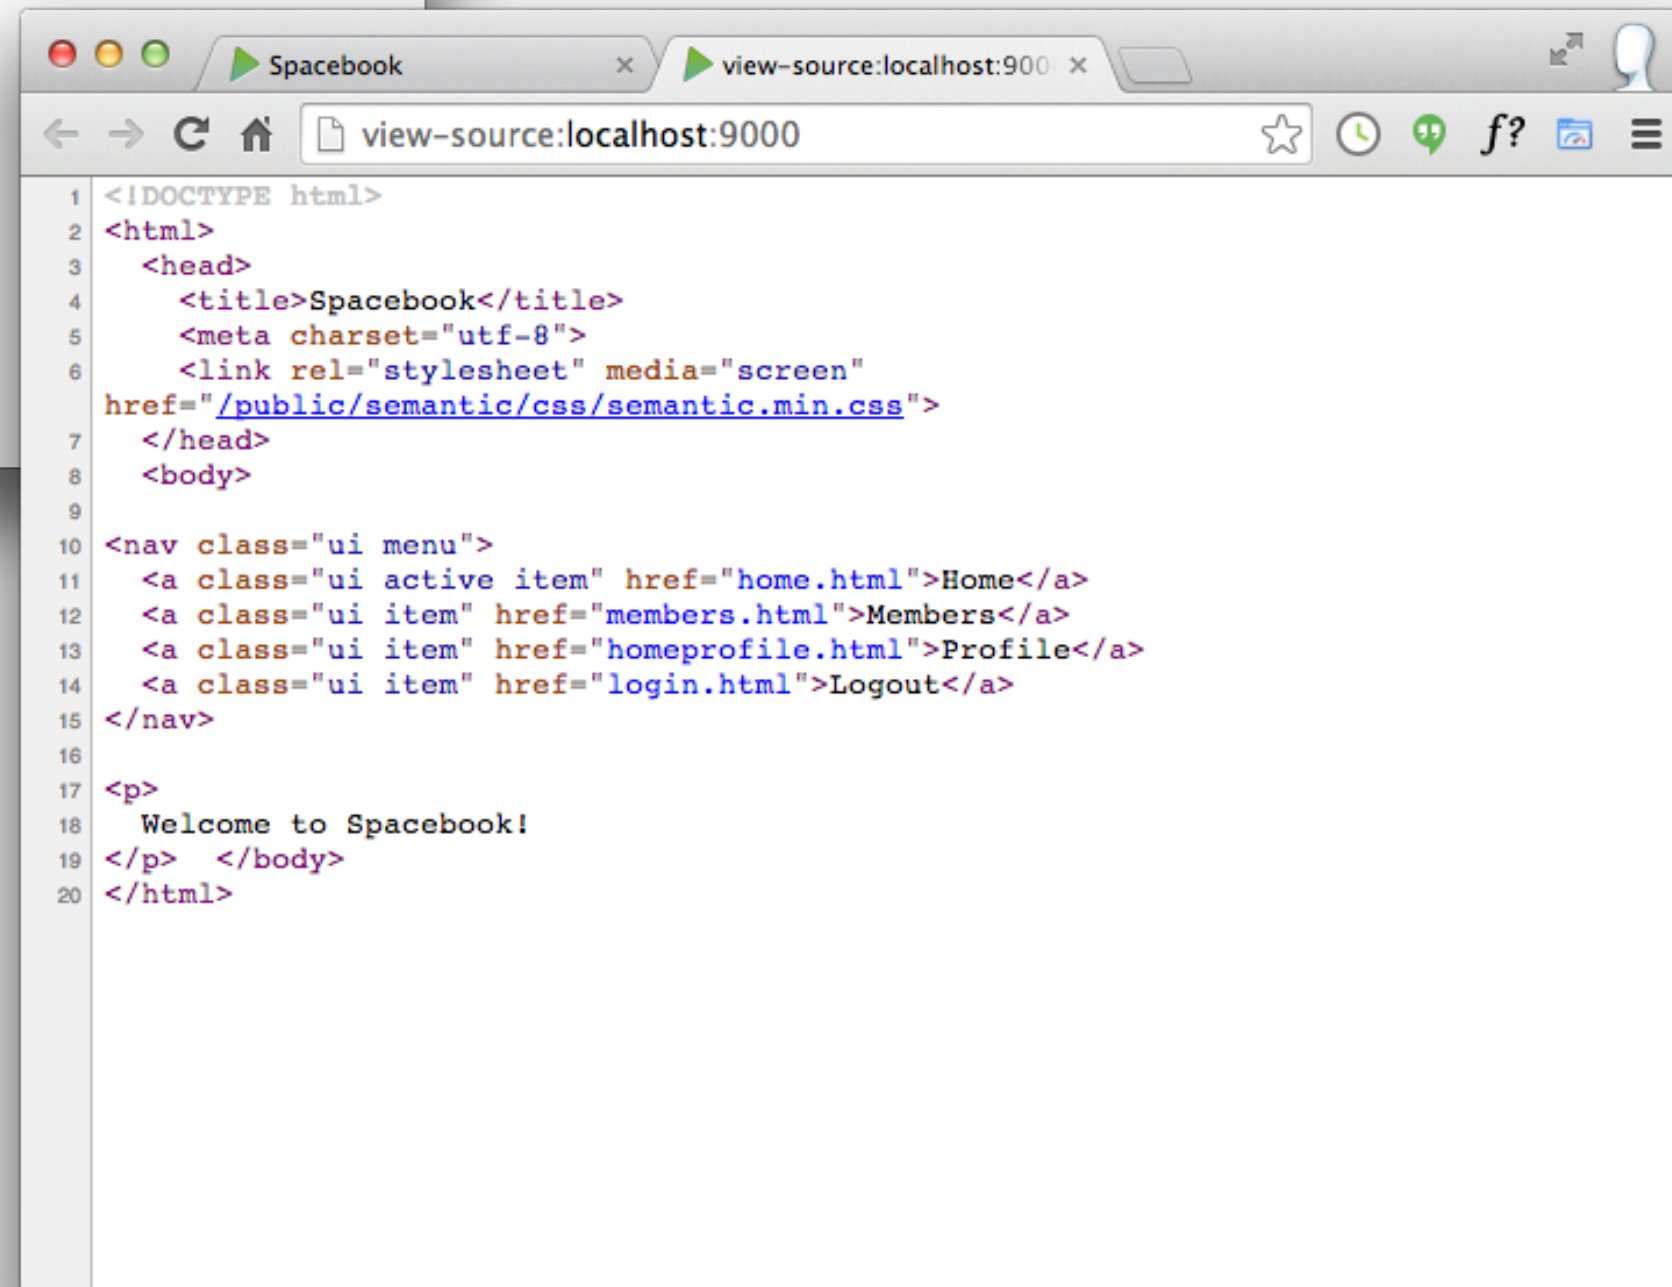 Spacebook
view-source:localhost:900
view-source:localhost:9000
f?
1 <!DOCTYPE html>
2 <html>
3   <head>
4     <title>Spacebook</title>
5     <meta charset="utf-8">
6     <link rel="stylesheet" media="screen"
href="/public/semantic/css/semantic.min.css">
7   </head>
8   <body>
9
10 <nav class="ui menu">
11   <a class="ui active item" href="home.html">Home</a>
12   <a class="ui item" href="members.html">Members</a>
13   <a class="ui item" href="homeprofile.html">Profile</a>
14   <a class="ui item" href="login.html">Logout</a>
15 </nav>
16
17 <p>
18   Welcome to Spacebook!
19 </p>  </body>
20 </html>